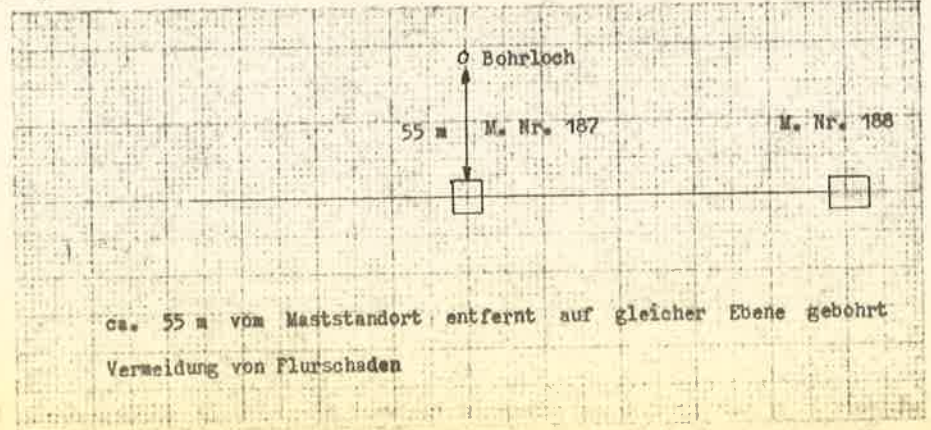 Bohrloch
55 m M. Nr. 187
M. Nr. 188
ca. 55 m vom Maststandort entfernt auf gleicher Ebene gebohrt
Vermeidung von Flurschaden